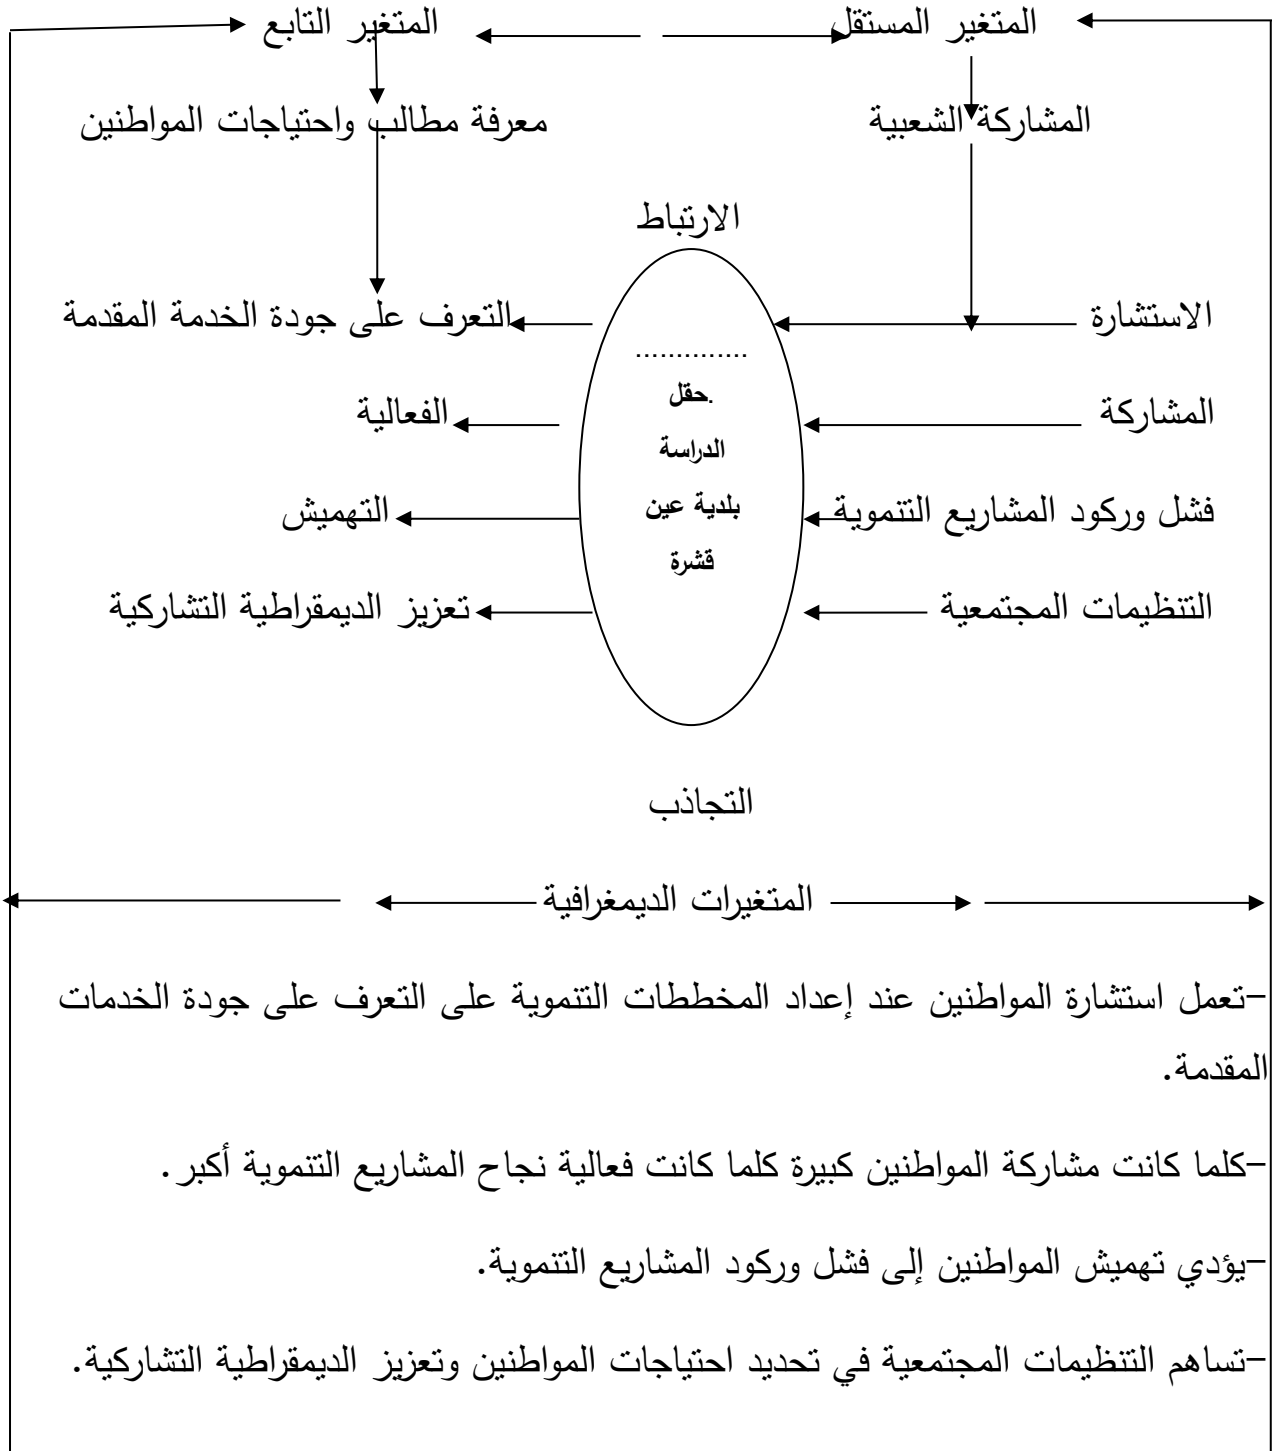 المتغير المستقل
المتغير التابع
المشاركة الشعبية
معرفة مطالب واحتياجات المواطنين
الارتباط
الاستشارة
التعرف على جودة الخدمة المقدمة
..............
المشاركة
.حقل
الفعالية
الدراسة
فشل وركود المشاريع التنموية
بلدية عين
التهميش
قشرة
التنظيمات المجتمعية
تعزيز الديمقراطية التشاركية
التجاذب
المتغيرات الديمغرافية
-تعمل استشارة المواطنين عند إعداد المخططات التنموية على التعرف على جودة الخدمات
المقدمة.
-كلما كانت مشاركة المواطنين كبيرة كلما كانت فعالية نجاح المشاريع التنموية أكبر.
-يؤدي تهميش المواطنين إلى فشل وركود المشاريع التنموية.
-تساهم التنظيمات المجتمعية في تحديد احتياجات المواطنين وتعزيز الديمقراطية التشاركية.